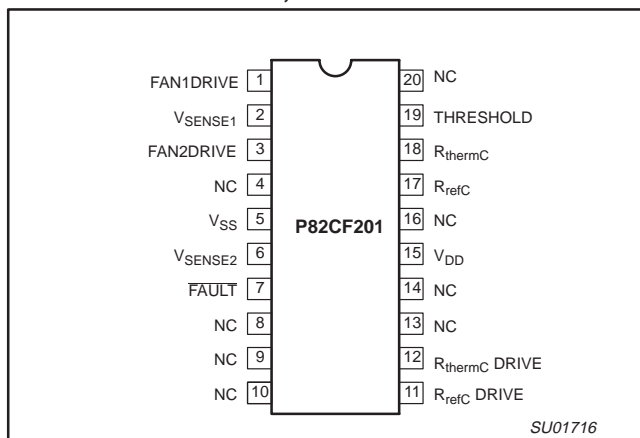 FAN1DRIVE 1 20 NC
VSENSE1 2 19 THRESHOLD
FAN2DRIVE 3 18 RthermC
NC 4 17 RrefC
VSS 5 P82CF201 16 NC
VSENSE2 6 15 VDD
FAULT 7 14 NC
NC 8 13 NC
NC 9 12 RthermC DRIVE
NC 10 11 RrefC DRIVE
SU01716